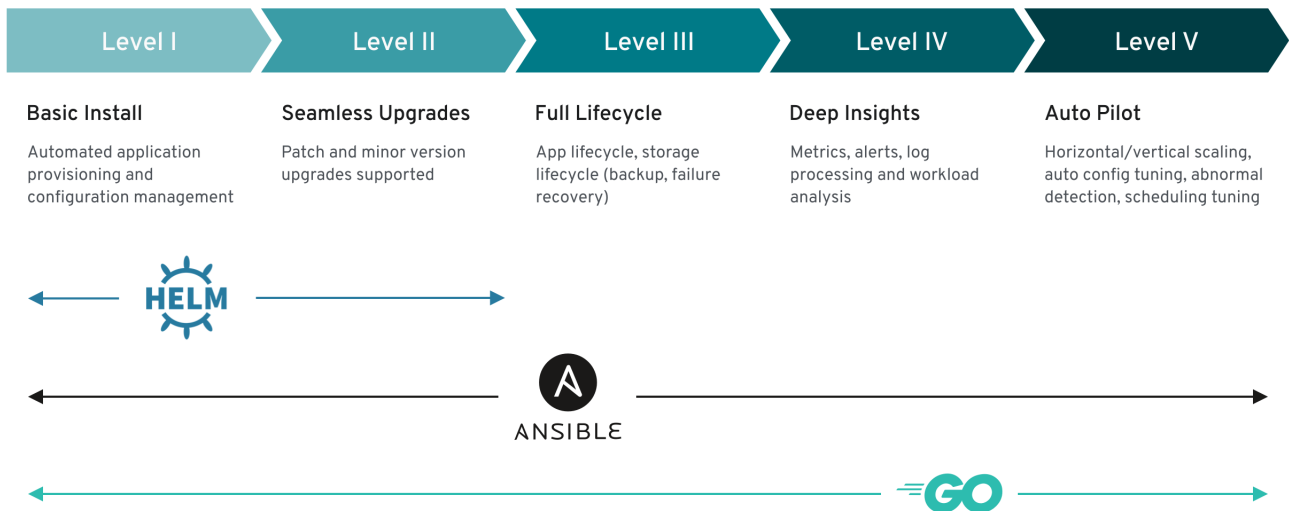 Level I
Level II
Level III
Level IV
Level V
Basic Install
Automated application
provisioning and
configuration management
Seamless Upgrades
Patch and minor version
upgrades supported
Full Lifecycle
App lifecycle, storage
lifecycle (backup, failure
recovery)
Deep Insights
Metrics, alerts, log
processing and workload
analysis
Auto Pilot
Horizontal/vertical scaling,
auto config tuning, abnormal
detection, scheduling tuning
HELM
A
ANSIBLE
GO